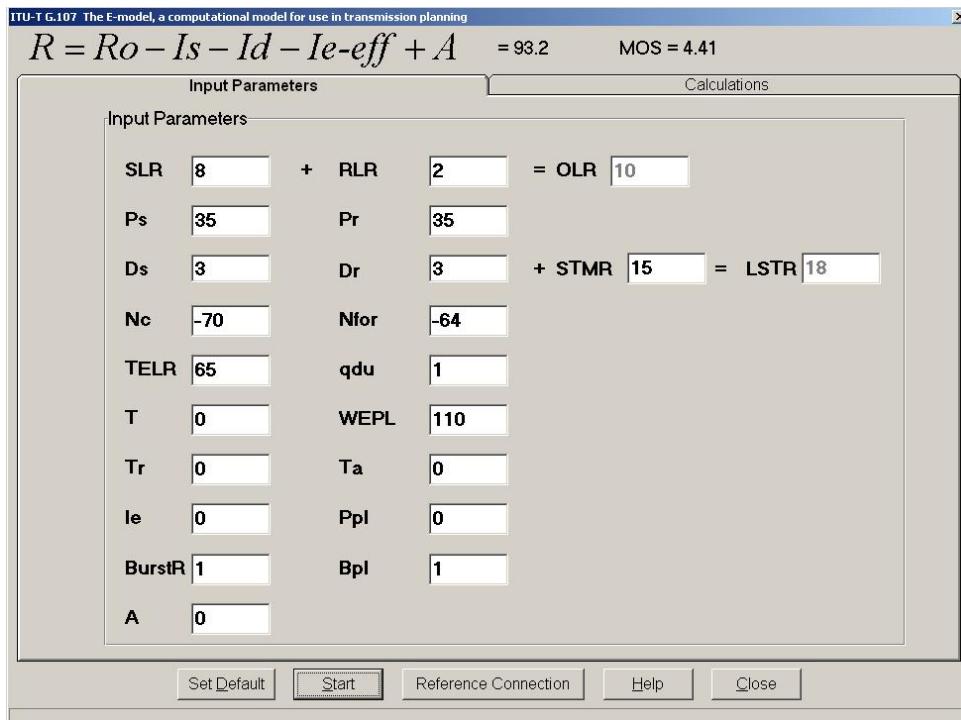 ITU-T G.107 The E-model, a computational model for use in transmission planning
R = Ro − Is − Id − Ie-eff + A = 93.2 MOS = 4.41
Input Parameters Calculations
Input Parameters
SLR 8 + RLR 2 = OLR 10
Ps 35 Pr 35
Ds 3 Dr 3 + STMR 15 = LSTR 18
Nc -70 Nfor -64
TELR 65 qdu 1
T 0 WEPL 110
Tr 0 Ta 0
Ie 0 Ppl 0
BurstR 1 Bpl 1
A 0
Set Default Start Reference Connection Help Close